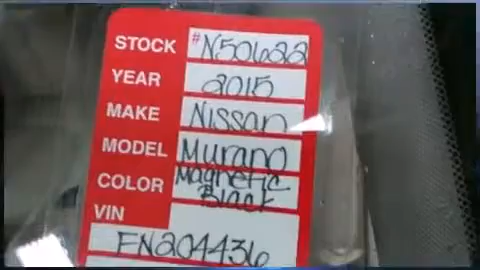 STOCK #N50622
YEAR 2015
MAKE Nissan
MODEL Murano
COLOR Magnetic
Black
VIN
FN204436